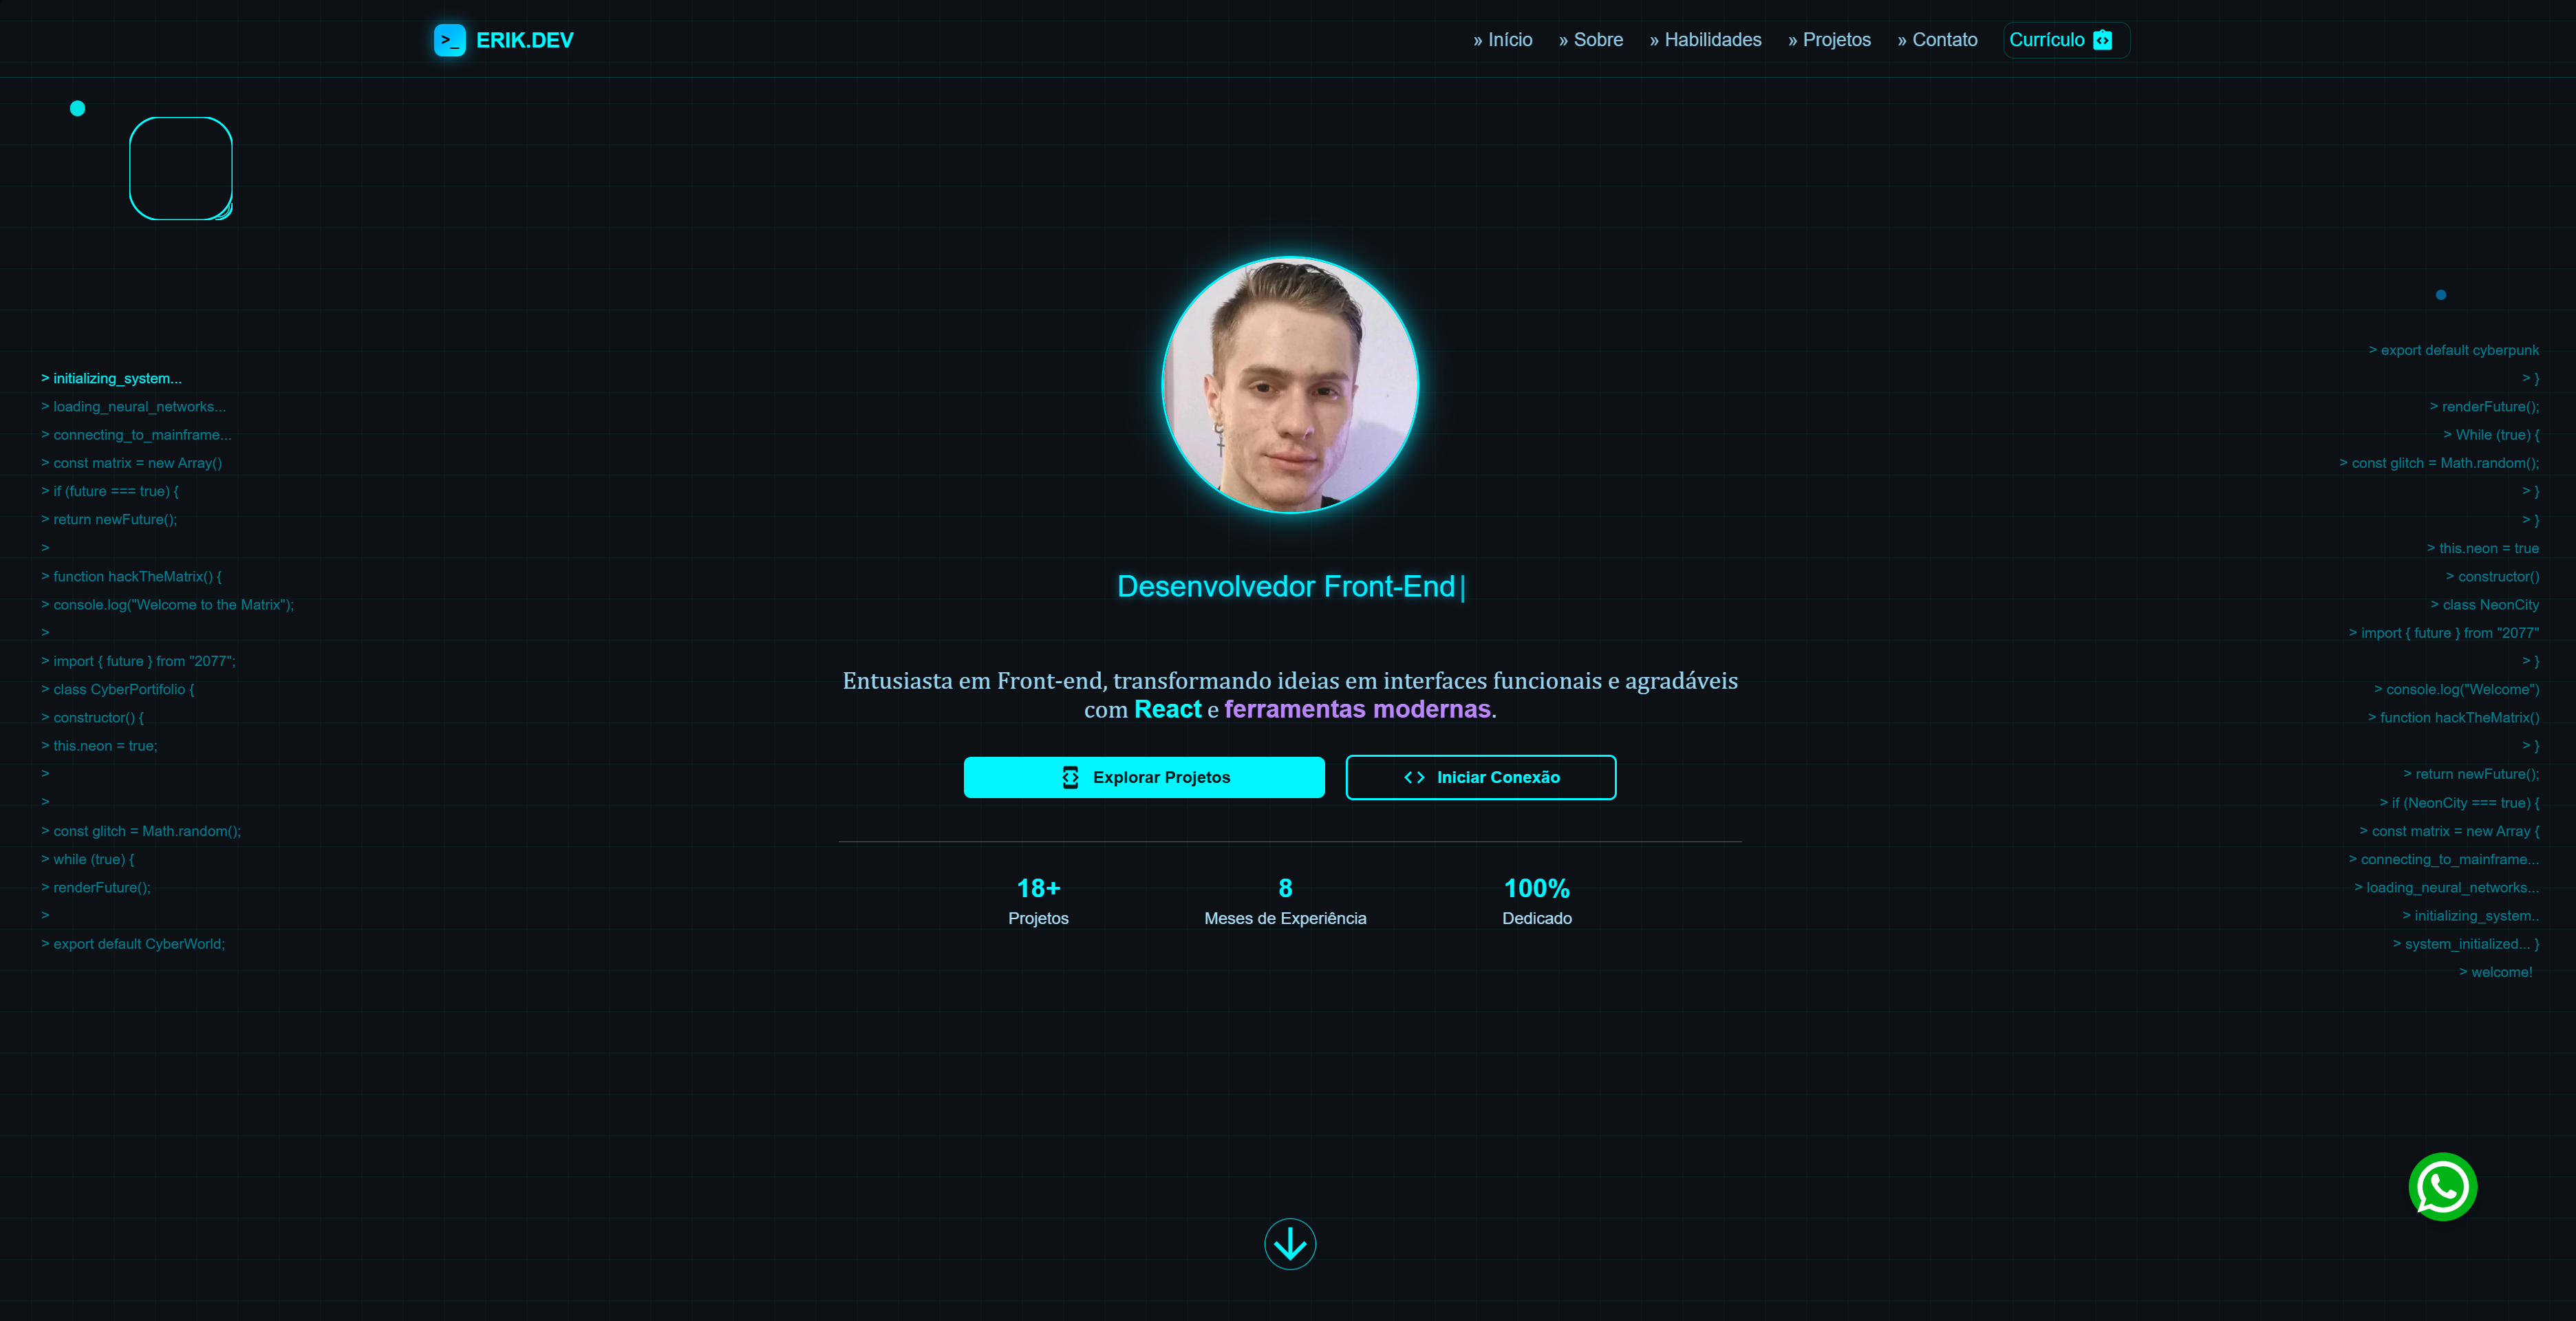 >_ ERIK.DEV
» Início » Sobre » Habilidades » Projetos » Contato Currículo
> initializing_system...
> loading_neural_networks...
> connecting_to_mainframe...
> const matrix = new Array()
> if (future === true) {
> return newFuture();
>
> function hackTheMatrix() {
> console.log("Welcome to the Matrix");
>
> import { future } from "2077";
> class CyberPortifolio {
> constructor() {
> this.neon = true;
>
>
> const glitch = Math.random();
> while (true) {
> renderFuture();
>
> export default CyberWorld;
Desenvolvedor Front-End|
Entusiasta em Front-end, transformando ideias em interfaces funcionais e agradáveis
com React e ferramentas modernas.
Explorar Projetos
Iniciar Conexão
18+
Projetos
8
Meses de Experiência
100%
Dedicado
> export default cyberpunk
> }
> renderFuture();
> While (true) {
> const glitch = Math.random();
> }
> }
> this.neon = true
> constructor()
> class NeonCity
> import { future } from "2077"
> }
> console.log("Welcome")
> function hackTheMatrix()
> }
> return newFuture();
> if (NeonCity === true) {
> const matrix = new Array {
> connecting_to_mainframe...
> loading_neural_networks...
> initializing_system..
> system_initialized... }
> welcome!